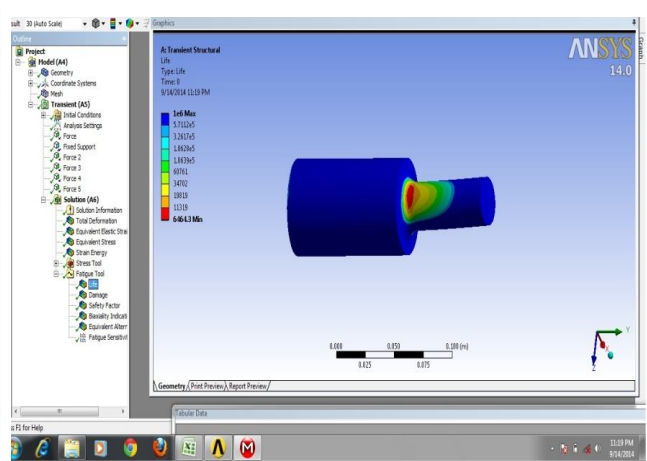 sult 30 (Auto Scale)
Graphics
Outline
Project
Model (A4)
Geometry
Coordinate Systems
Mesh
Transient (A5)
Initial Conditions
Analysis Settings
Force
Fixed Support
Force 2
Force 3
Force 4
Force 5
Solution (A6)
Solution Information
Total Deformation
Equivalent Elastic Strai
Equivalent Stress
Strain Energy
Stress Tool
Fatigue Tool
Life
Damage
Safety Factor
Biaxiality Indicati
Equivalent Altern
Fatigue Sensitivit
A: Transient Structural
Life
Type: Life
Time: 0
9/14/2014 11:19 PM
1e6 Max
5.7112e5
3.2617e5
1.8628e5
1.0639e5
60761
34702
19819
11319
6464.3 Min
ANSYS
14.0
Graph
0.000 0.050 0.100 (m)
0.025 0.075
Y
X
Z
Geometry Print Preview Report Preview
Tabular Data
s F1 for Help
11:19 PM
9/14/2014